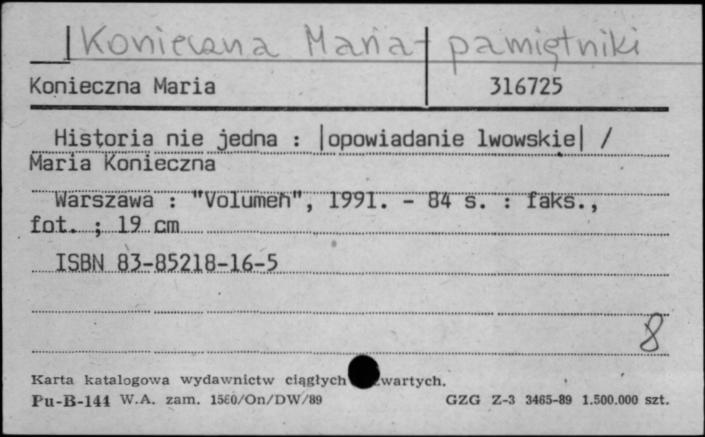 Konieczna Maria - pamiętniki
Konieczna Maria 316725
Historia nie jedna : |opowiadanie lwowskie| /
Maria Konieczna
Warszawa : "Volumen", 1991. - 84 s. : faks.,
fot. ; 19 cm
ISBN 83-85218-16-5
8
Karta katalogowa wydawnictw ciągłych wartych.
Pu-B-144 W.A. zam. 1560/On/DW/89 GZG Z-3 3465-89 1.500.000 szt.